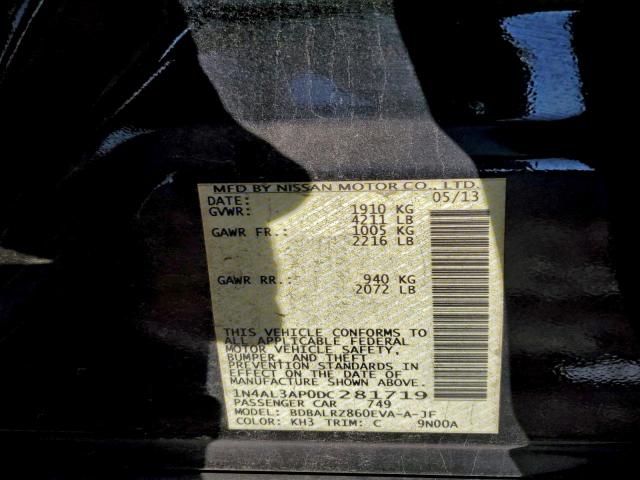 MFD BY NISSAN MOTOR CO., LTD.
DATE: 05/13
GVWR: 1910 KG
4211 LB
GAWR FR.: 1005 KG
2216 LB
GAWR RR.: 940 KG
2072 LB
THIS VEHICLE CONFORMS TO
ALL APPLICABLE FEDERAL
MOTOR VEHICLE SAFETY,
BUMPER, AND THEFT
PREVENTION STANDARDS IN
EFFECT ON THE DATE OF
MANUFACTURE SHOWN ABOVE.
1N4AL3AP0DC281719
PASSENGER CAR 749
MODEL: BDBALRZ860EVA-A-JF
COLOR: KH3 TRIM: C 9N00A